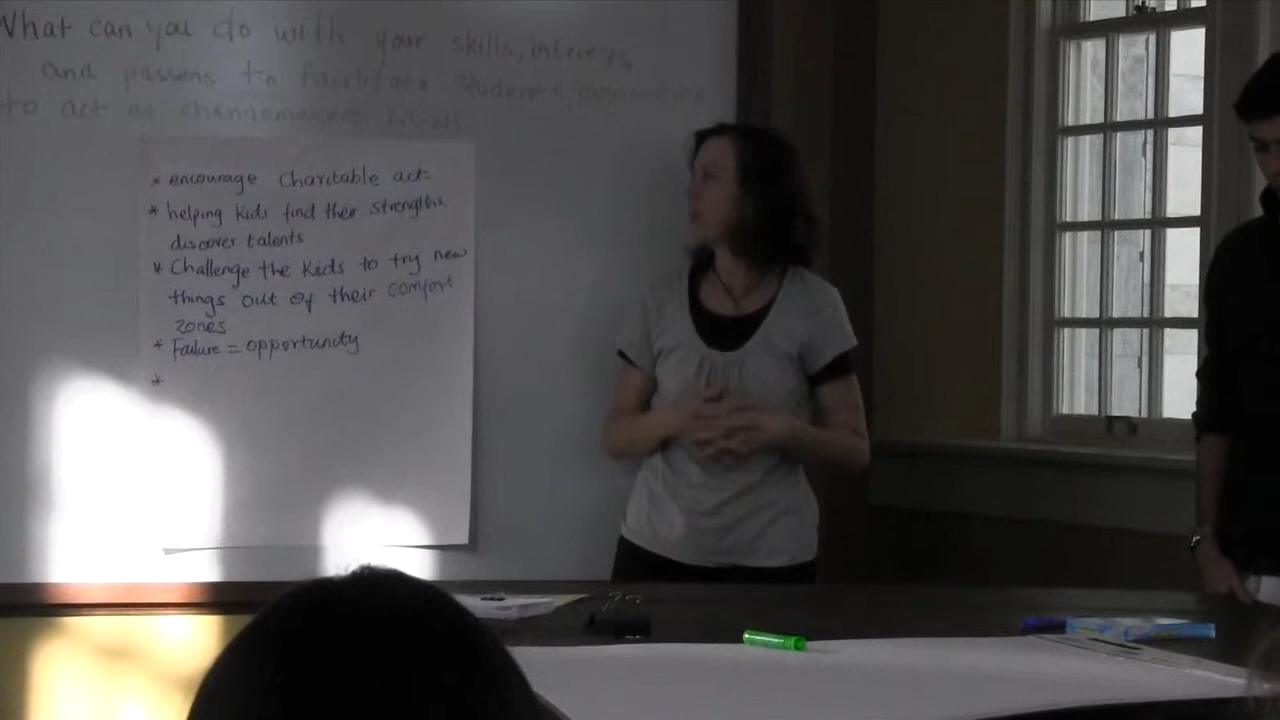 What can you do with your skills, interests,
and passions to facilitate students/
to act as changemakers
* encourage charitable acts
* helping kids find their strengths,
discover talents
* Challenge the kids to try new
things out of their comfort
zones
* Failure = opportunity
*